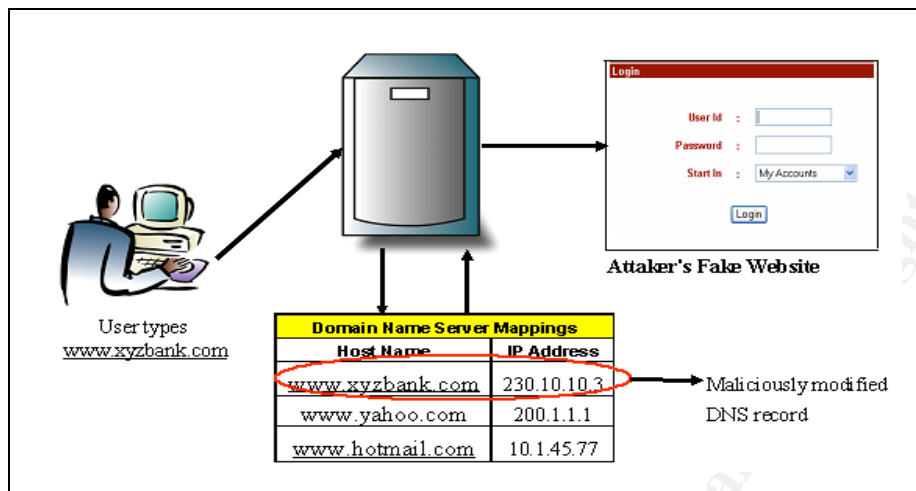 Login
User Id :
Password :
Start In : My Accounts
Login
Attaker's Fake Website
User types
www.xyzbank.com
Domain Name Server Mappings
Host Name IP Address
www.xyzbank.com 230.10.10.3
www.yahoo.com 200.1.1.1
www.hotmail.com 10.1.45.77
Maliciously modified
DNS record